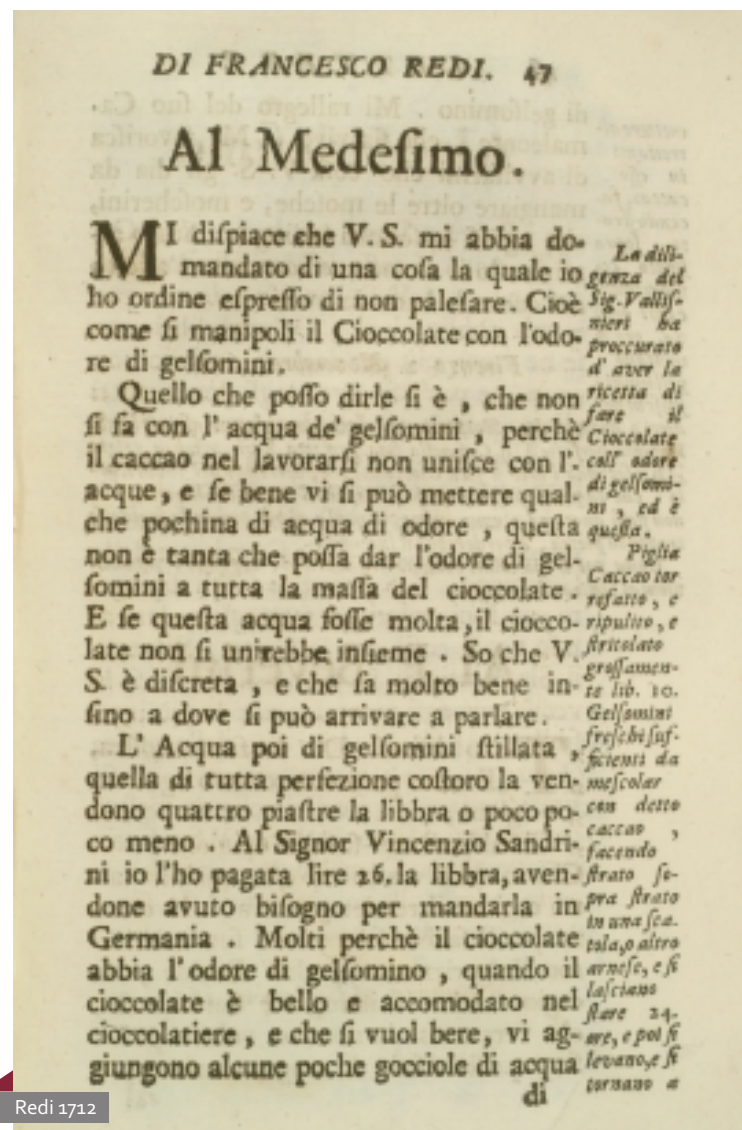 DI FRANCESCO REDI. 47
Al Medeſimo.
MI diſpiace che V. S. mi abbia do-
mandato di una coſa la quale io
ho ordine eſpreſſo di non paleſare. Cioè
come ſi manipoli il Cioccolate con l'odo-
re di gelſomini.
Quello che poſſo dirle ſi è, che non
ſi fa con l' acqua de' gelſomini, perchè
il caccao nel lavorarſi non uniſce con l'
acque, e ſe bene vi ſi può mettere qual-
che pochina di acqua di odore, queſta
non è tanta che poſſa dar l'odore di gel-
ſomini a tutta la maſſa del cioccolate.
E ſe queſta acqua foſſe molta, il ciocco-
late non ſi unirebbe inſieme. So che V.
S. è diſcreta, e che ſa molto bene in-
ſino a dove ſi può arrivare a parlare.
L' Acqua poi di gelſomini ſtillata,
quella di tutta perfezione coſtoro la ven-
dono quattro piaſtre la libbra o poco po-
co meno. Al Signor Vincenzio Sandri-
ni io l'ho pagata lire 26. la libbra, aven-
done avuto biſogno per mandarla in
Germania. Molti perchè il cioccolate
abbia l'odore di gelſomino, quando il
cioccolate è bello e accomodato nel
cioccolatiere, e che ſi vuol bere, vi ag-
giungono alcune poche gocciole di acqua
di
La dili-
genza del
Sig. Valliſ-
nieri ha
proccurato
d' aver la
ricetta di
fare il
Cioccolate
coll' odore
di gelſomi-
ni, ed è
queſta.
Piglia
Caccao tor
refatto, e
ripulito, e
ſtritolato
groſſamen-
te lib. 10.
Gelſomini
freſchi ſuf-
ficienti da
meſcolar
con detto
caccao,
facendo
ſtrato ſo-
pra ſtrato
in una ſca-
tola, o altro
arneſe, e ſi
laſciano
ſtare 24.
ore, e poi ſi
levano, e ſi
tornano a
Redi 1712